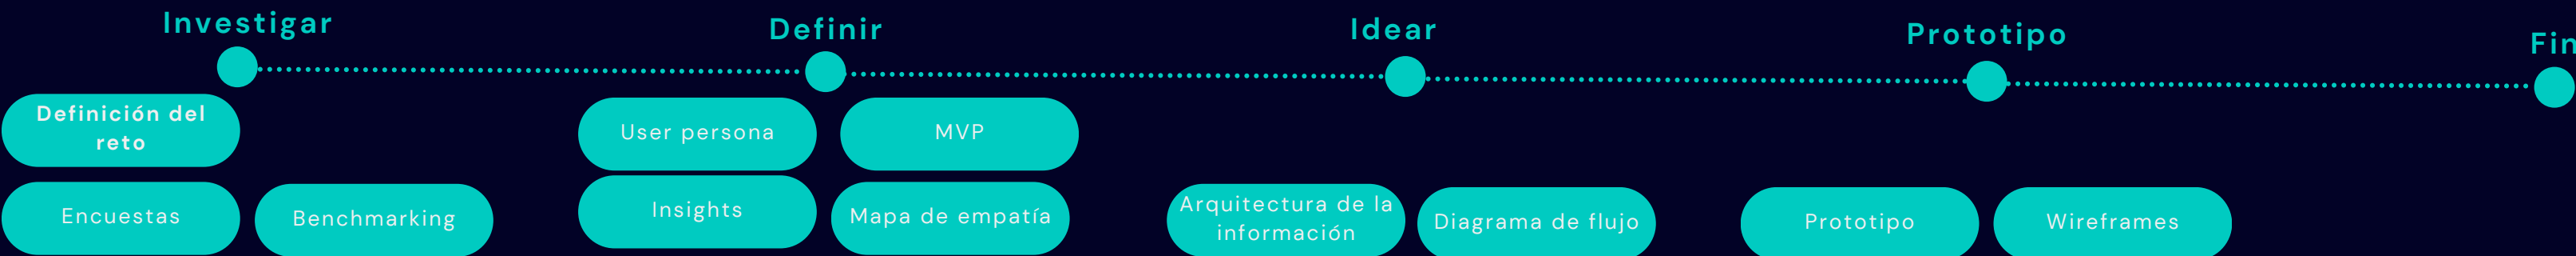 Investigar
Definir
Idear
Prototipo
Fin
Definición del
reto
User persona
MVP
Encuestas
Benchmarking
Insights
Mapa de empatía
Arquitectura de la
información
Diagrama de flujo
Prototipo
Wireframes